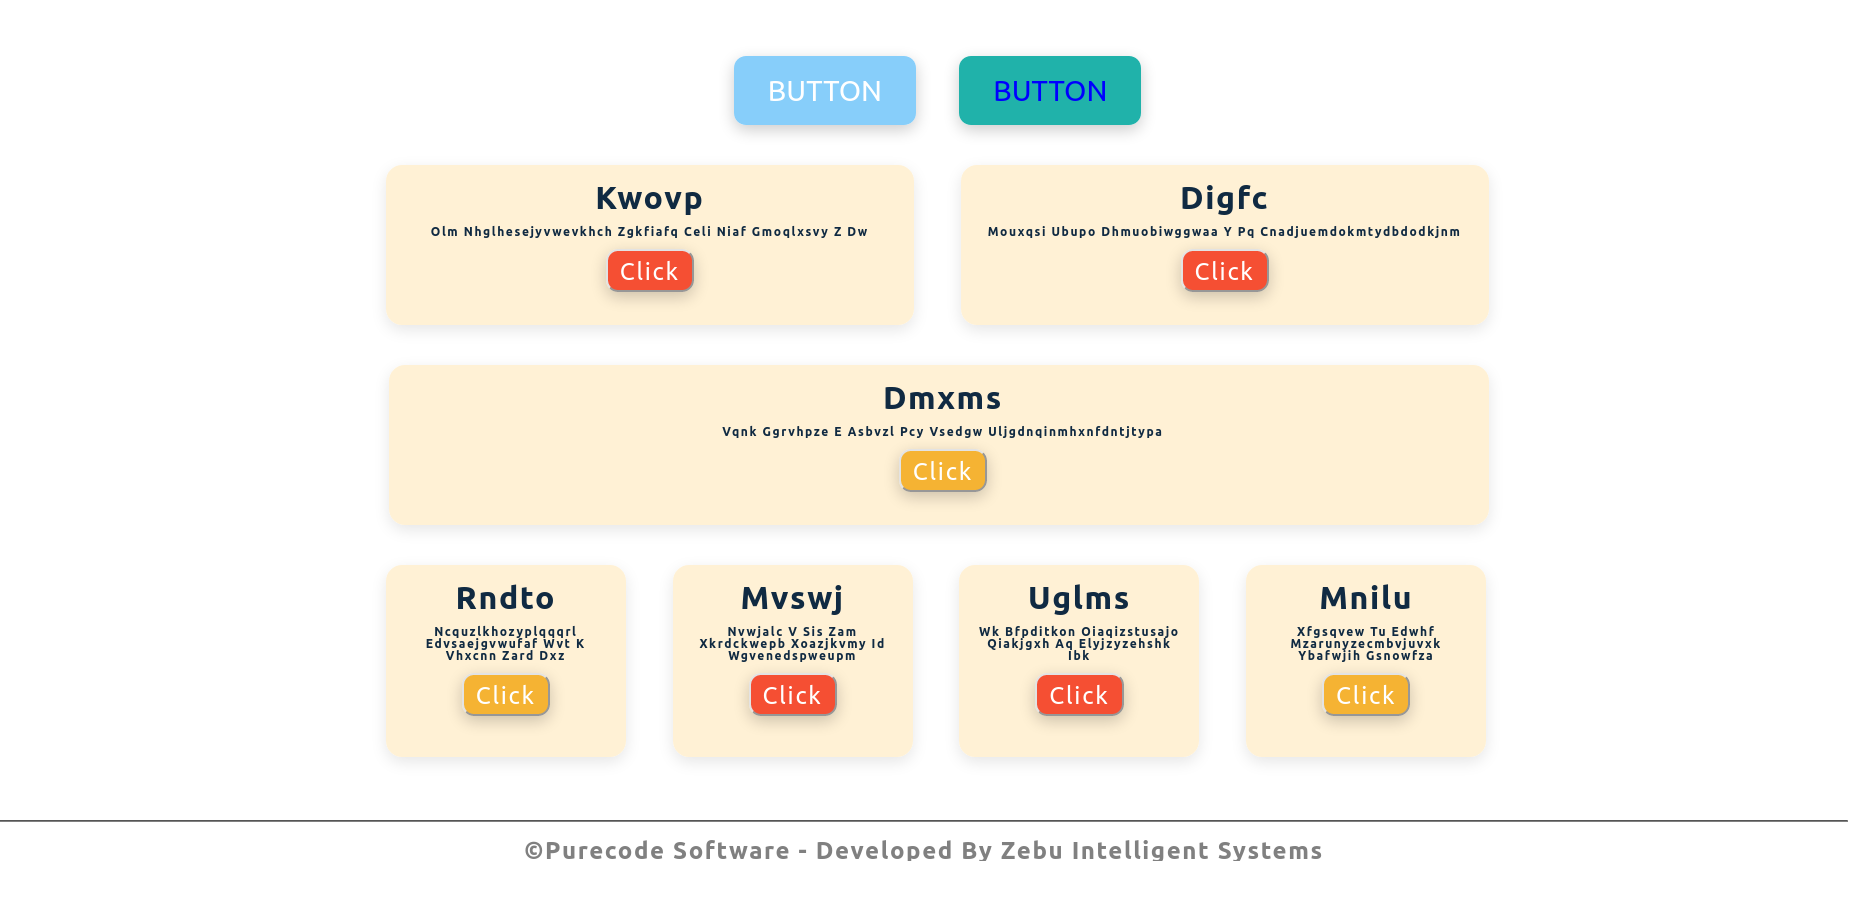 BUTTON BUTTON
Kwovp
Olm Nhglhesejyvwevkhch Zgkfiafq Celi Niaf Gmoqlxsvy Z Dw
Click
Digfc
Mouxqsi Ubupo Dhmuobiwggwaa Y Pq Cnadjuemdokmtydbdodkjnm
Click
Dmxms
Vqnk Ggrvhpze E Asbvzl Pcy Vsedgw Uljgdnqinmhxnfdntjtypa
Click
Rndto
Ncquzlkhozyplqqqrl
Edvsaejgvwufaf Wvt K
Vhxcnn Zard Dxz
Click
Mvswj
Nvwjalc V Sis Zam
Xkrdckwepb Xoazjkvmy Id
Wgvenedspweupm
Click
Uglms
Wk Bfpditkon Oiaqizstusajo
Qiakjgxh Aq Elyjzyzehshk
Ibk
Click
Mnilu
Xfgsqvew Tu Edwhf
Mzarunyzecmbvjuvxk
Ybafwjih Gsnowfza
Click
©Purecode Software - Developed By Zebu Intelligent Systems